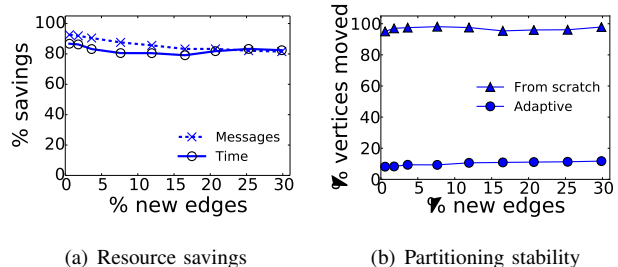 100
80
60
40
20
0
% savings
Messages
Time
0 5 10 15 20 25 30
% new edges
(a) Resource savings
100
80
60
40
20
0
% vertices moved
From scratch
Adaptive
0 5 10 15 20 25 30
% new edges
(b) Partitioning stability